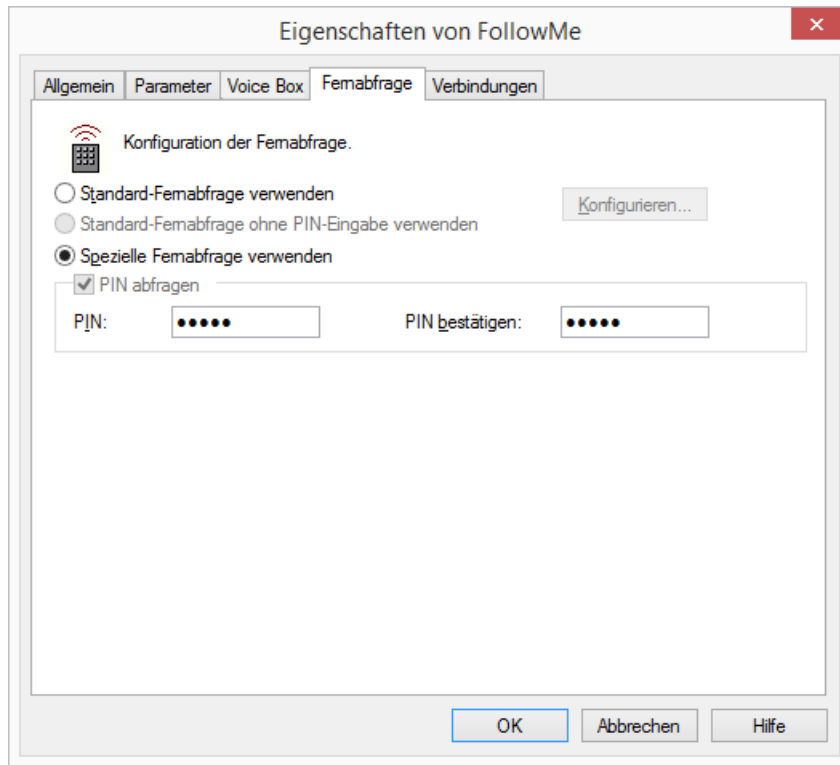 Eigenschaften von FollowMe
Allgemein Parameter Voice Box Fernabfrage Verbindungen
Konfiguration der Fernabfrage.
Standard-Fernabfrage verwenden
Konfigurieren...
Standard-Fernabfrage ohne PIN-Eingabe verwenden
Spezielle Fernabfrage verwenden
PIN abfragen
PIN: ••••• PIN bestätigen: •••••
OK Abbrechen Hilfe